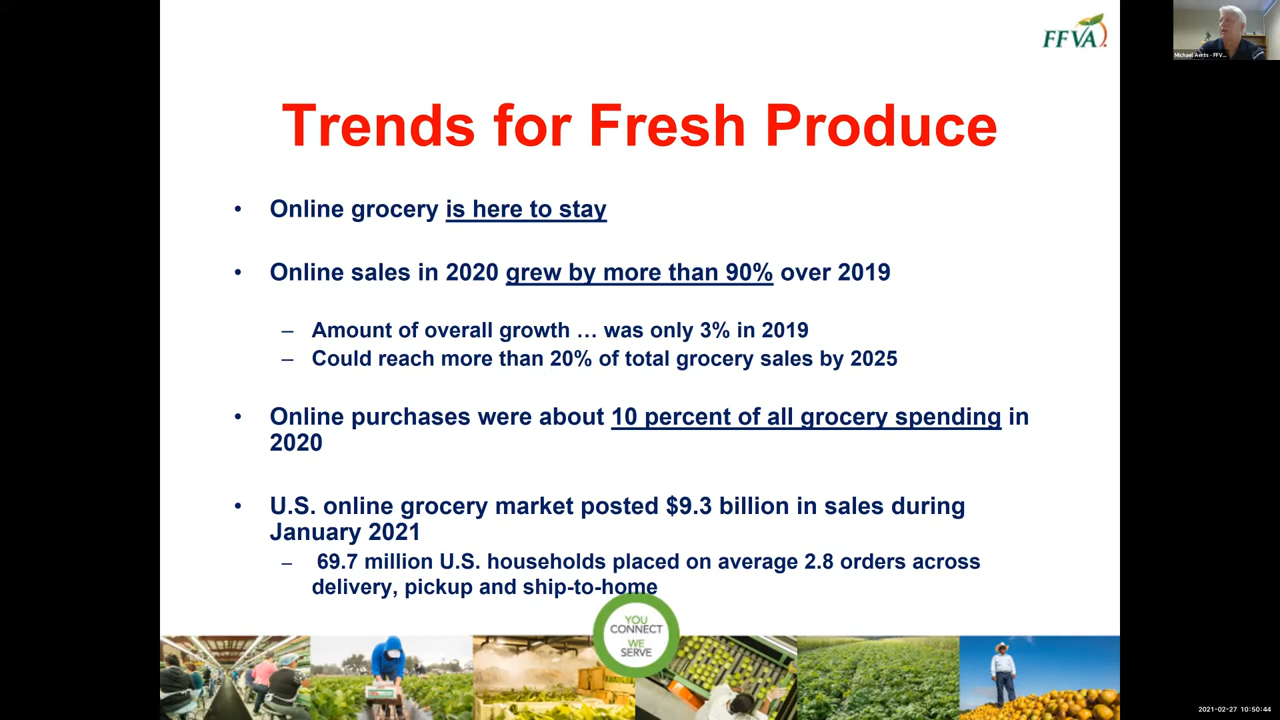 FFVA
Michael Aerts - FFV...
Trends for Fresh Produce
• Online grocery is here to stay
• Online sales in 2020 grew by more than 90% over 2019
– Amount of overall growth … was only 3% in 2019
– Could reach more than 20% of total grocery sales by 2025
• Online purchases were about 10 percent of all grocery spending in
2020
• U.S. online grocery market posted $9.3 billion in sales during
January 2021
– 69.7 million U.S. households placed on average 2.8 orders across
delivery, pickup and ship-to-home
YOU
CONNECT
WE
SERVE
2021-02-27 10:50:44